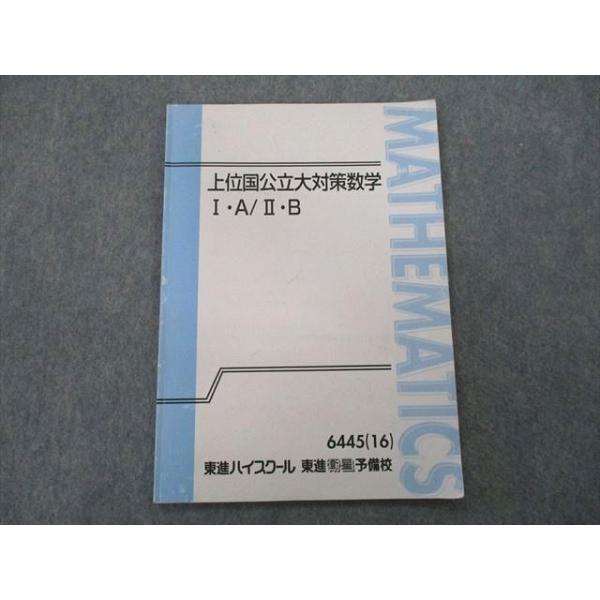 上位国公立大対策数学
Ⅰ・A/Ⅱ・B
MATHEMATICS
6445(16)
東進ハイスクール 東進衛星予備校